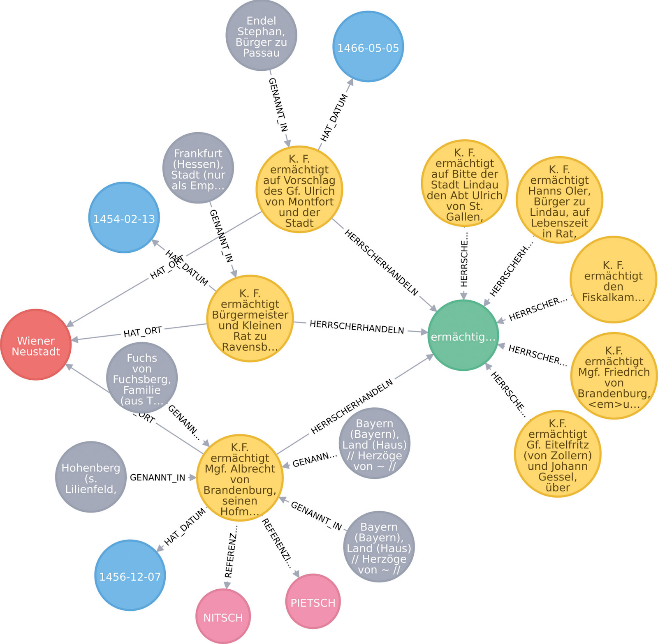 Endel
Stephan,
Bürger zu
Passau
1466-05-05
GENANNT_IN
HAT_DATUM
Frankfurt
(Hessen),
Stadt (nur
als Emp...
K. F.
ermächtigt
auf Vorschlag
des Gf. Ulrich
von Montfort
und der
Stadt
K. F.
ermächtigt
auf Bitte der
Stadt Lindau
den Abt Ulrich
von St.
Gallen,
K. F.
ermächtigt
Hanns Oler,
Bürger zu
Lindau, auf
Lebenszeit
in Rat,
1454-02-13
GENANNT_IN
HAT_ORT
HAT_DATUM
HERRSCHERHANDELN
HERRSCHE...
HERRSCHERH...
K. F.
ermächtigt
den
Fiskalkam...
HERRSCHER...
K. F.
ermächtigt
Bürgermeister
und Kleinen
Rat zu
Ravensb...
Wiener
Neustadt
HAT_ORT
HERRSCHERHANDELN
ermächtig...
HERRSCHER...
K.F.
ermächtigt
Mgf. Friedrich
von
Brandenburg,
<em>u...
Fuchs
von
Fuchsberg,
Familie
(aus T...
_ORT
GENANN...
HERRSCHERHANDELN
HERRSCHE...
K.F.
ermächtigt
Gf. Eitelfritz
(von Zollern)
und Johann
Gessel,
über
Bayern
(Bayern),
Land (Haus)
// Herzöge
von ~ //
GENANN...
Hohenberg
(s.
Lilienfeld,
GENANNT_IN
K.F.
ermächtigt
Mgf. Albrecht
von
Brandenburg,
seinen
Hofm...
GENANNT_IN
Bayern
(Bayern),
Land (Haus)
// Herzöge
von ~ //
HAT_DATUM
REFERENZ...
REFERENZI...
1456-12-07
NITSCH
PIETSCH